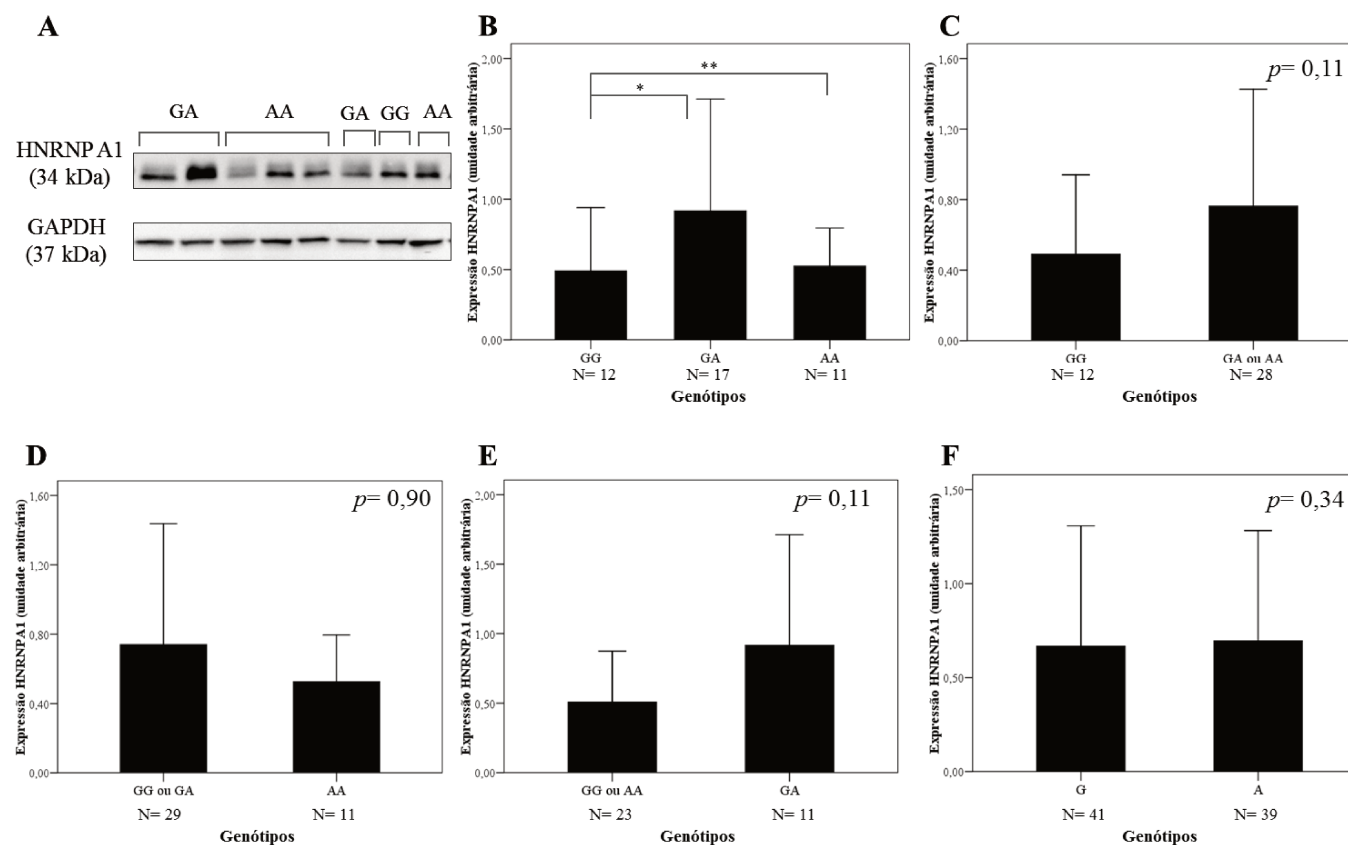 A
GA AA GA GG AA
HNRNPA1
(34 kDa)
GAPDH
(37 kDa)
B
Expressão HNRNPA1 (unidade arbitrária)
2,00
1,50
1,00
0,50
0,00
**
*
GG GA AA
N= 12 N= 17 N= 11
Genótipos
C
Expressão HNRNPA1 (unidade arbitrária)
1,60
1,20
0,80
0,40
0,00
p= 0,11
GG GA ou AA
N= 12 N= 28
Genótipos
D
Expressão HNRNPA1 (unidade arbitrária)
1,60
1,20
0,80
0,40
0,00
p= 0,90
GG ou GA AA
N= 29 N= 11
Genótipos
E
Expressão HNRNPA1 (unidade arbitrária)
2,00
1,50
1,00
0,50
0,00
p= 0,11
GG ou AA GA
N= 23 N= 11
Genótipos
F
Expressão HNRNPA1 (unidade arbitrária)
1,50
1,00
0,50
0,00
p= 0,34
G A
N= 41 N= 39
Genótipos